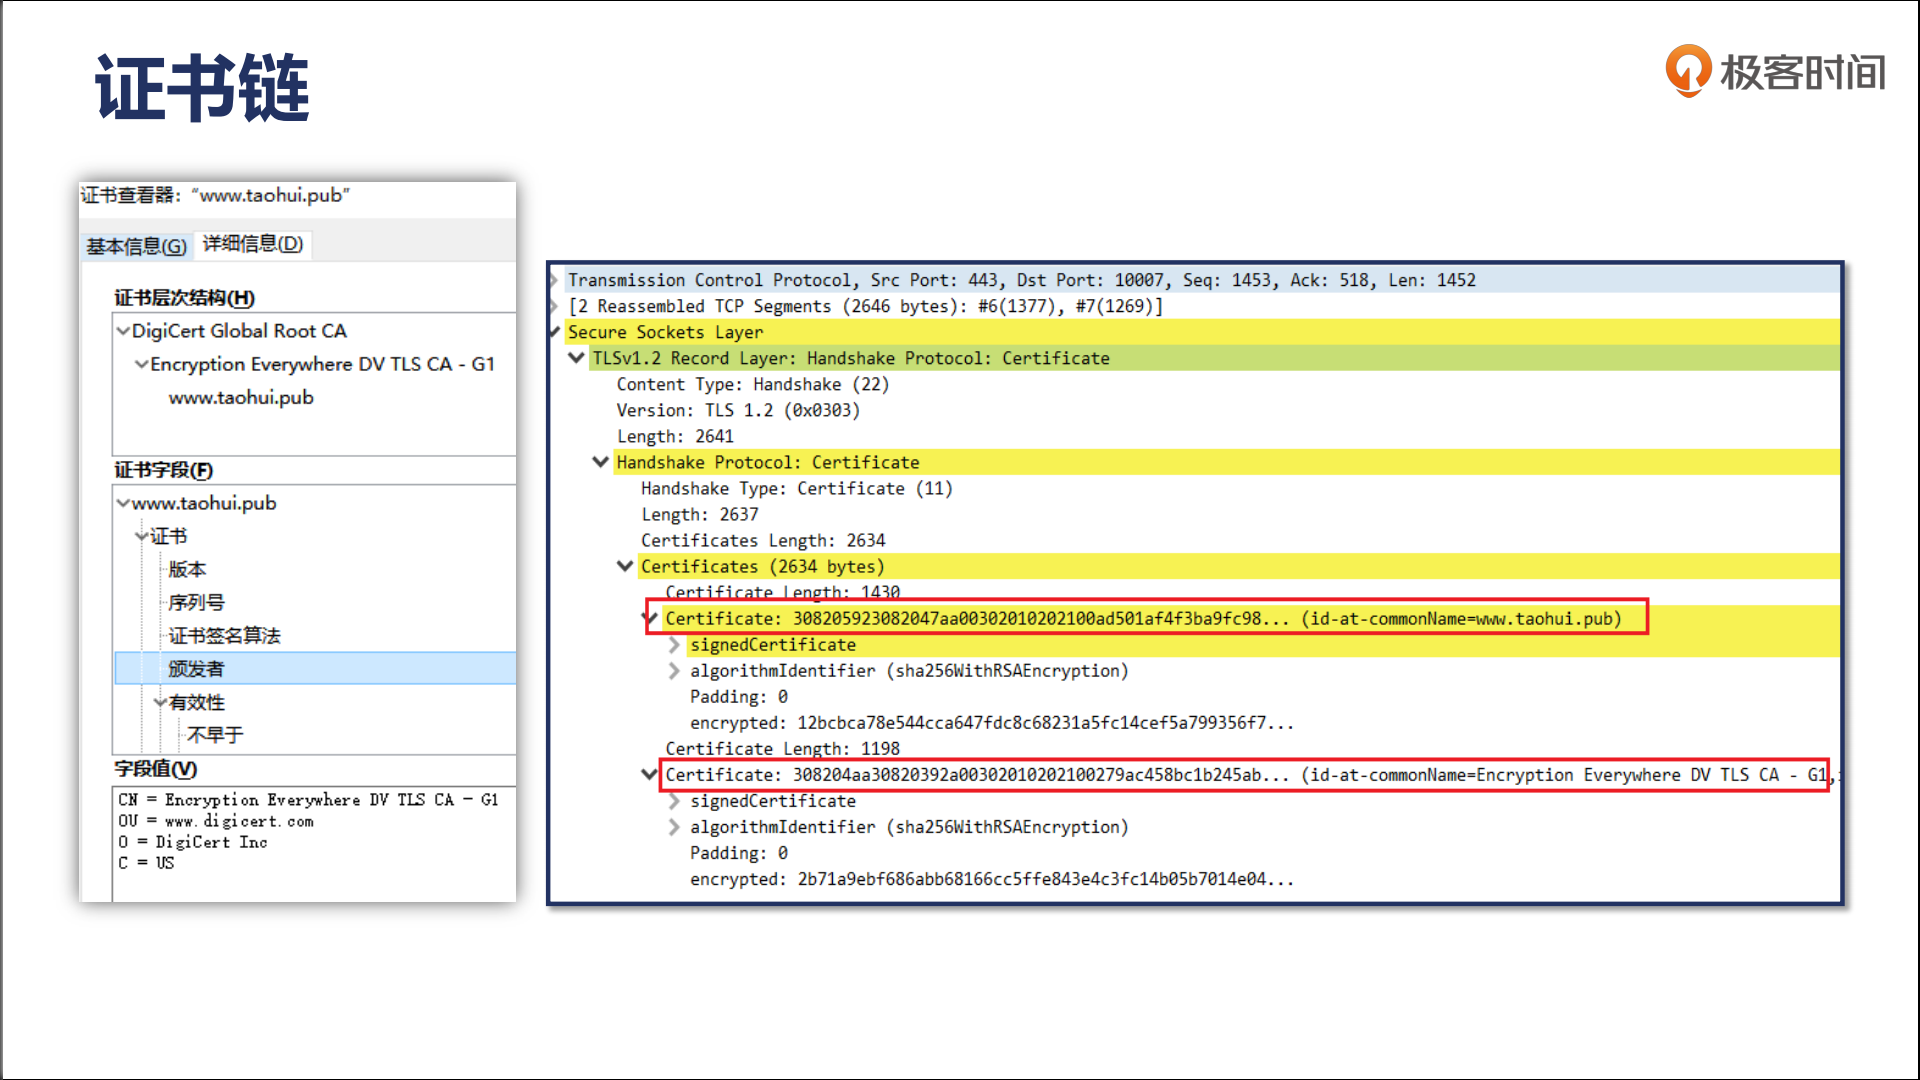 证书链
极客时间
证书查看器："www.taohui.pub"
基本信息(G) 详细信息(D)
证书层次结构(H)
DigiCert Global Root CA
Encryption Everywhere DV TLS CA - G1
www.taohui.pub
证书字段(F)
www.taohui.pub
证书
版本
序列号
证书签名算法
颁发者
有效性
不早于
字段值(V)
CN = Encryption Everywhere DV TLS CA - G1
OU = www.digicert.com
O = DigiCert Inc
C = US
Transmission Control Protocol, Src Port: 443, Dst Port: 10007, Seq: 1453, Ack: 518, Len: 1452
[2 Reassembled TCP Segments (2646 bytes): #6(1377), #7(1269)]
Secure Sockets Layer
TLSv1.2 Record Layer: Handshake Protocol: Certificate
Content Type: Handshake (22)
Version: TLS 1.2 (0x0303)
Length: 2641
Handshake Protocol: Certificate
Handshake Type: Certificate (11)
Length: 2637
Certificates Length: 2634
Certificates (2634 bytes)
Certificate Length: 1430
Certificate: 308205923082047aa00302010202100ad501af4f3ba9fc98... (id-at-commonName=www.taohui.pub)
signedCertificate
algorithmIdentifier (sha256WithRSAEncryption)
Padding: 0
encrypted: 12bcbca78e544cca647fdc8c68231a5fc14cef5a799356f7...
Certificate Length: 1198
Certificate: 308204aa30820392a00302010202100279ac458bc1b245ab... (id-at-commonName=Encryption Everywhere DV TLS CA - G1,
signedCertificate
algorithmIdentifier (sha256WithRSAEncryption)
Padding: 0
encrypted: 2b71a9ebf686abb68166cc5ffe843e4c3fc14b05b7014e04...